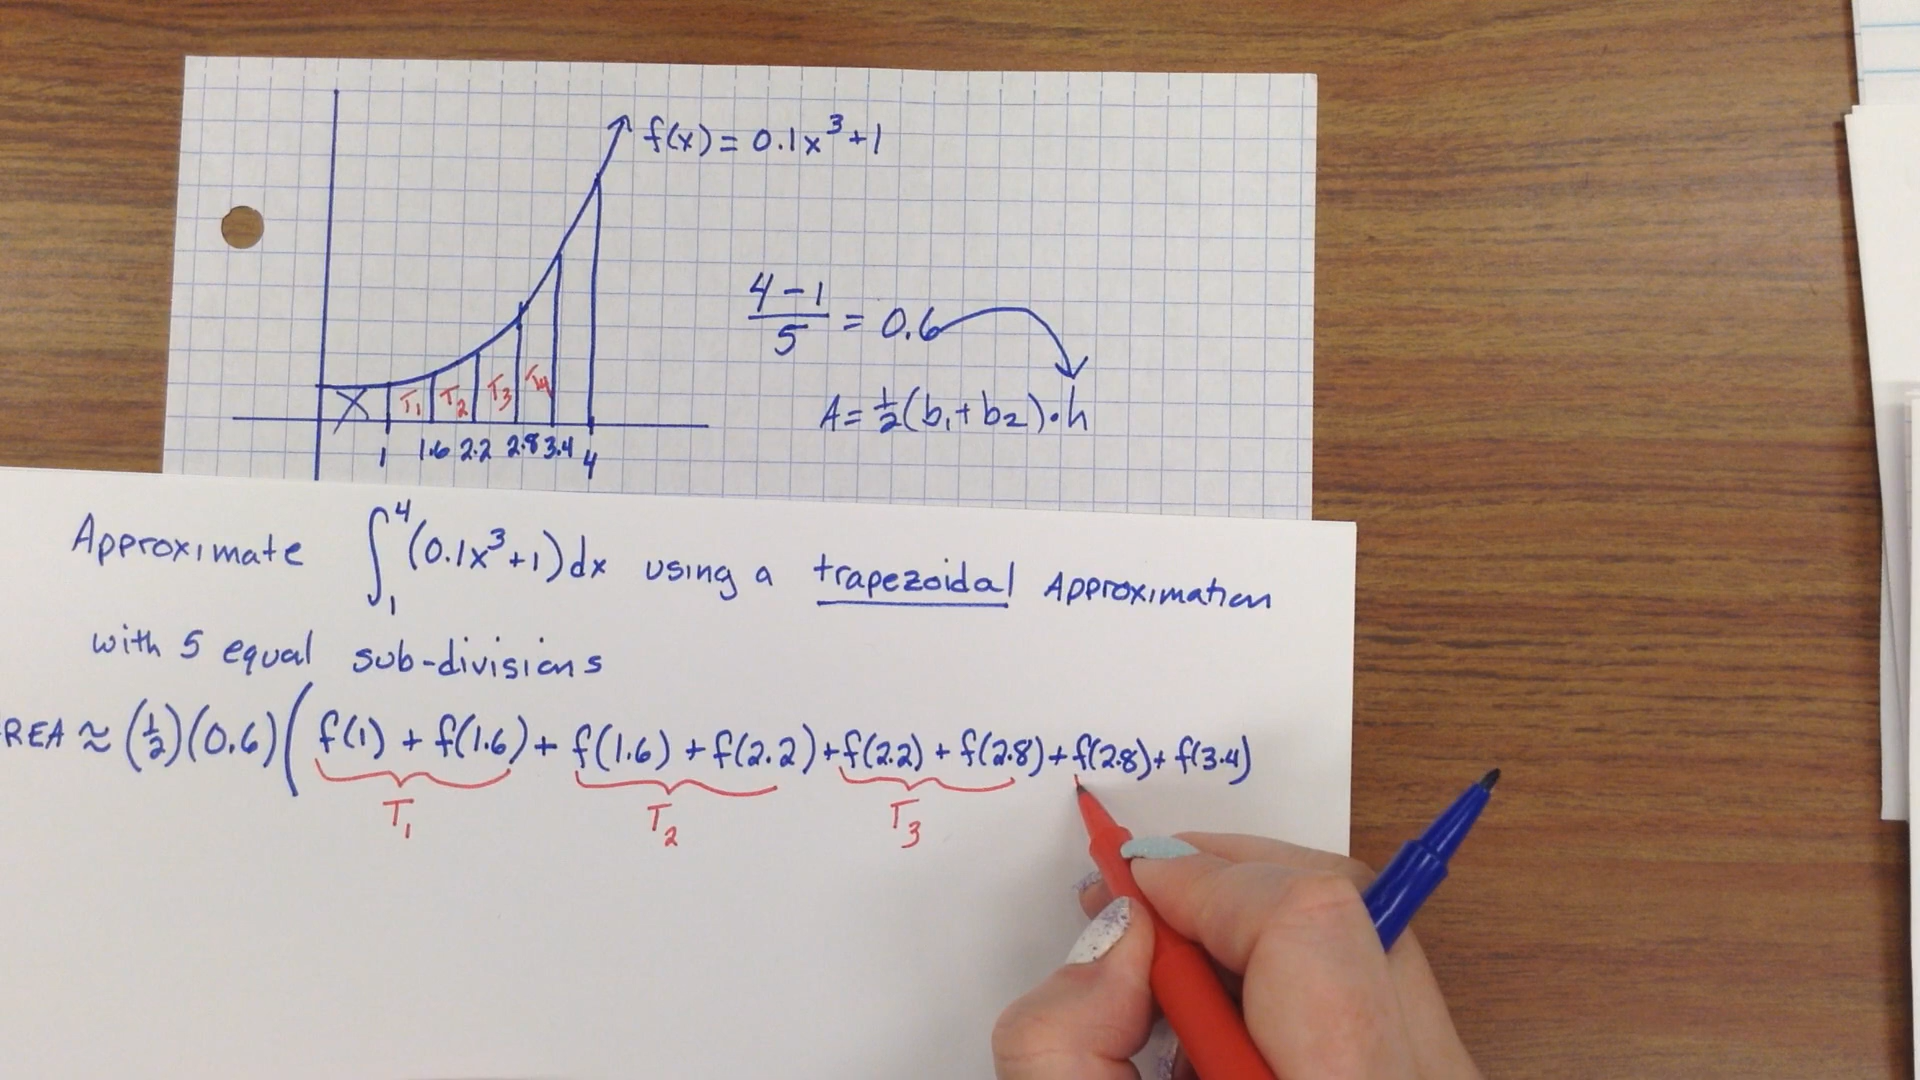 f(x) = 0.1x³+1
4-1
5
= 0.6
A = ½(b₁+b₂)·h
X T₁ T₂ T₃ T₄
1 1.6 2.2 2.8 3.4 4
Approximate ∫₁⁴(0.1x³+1)dx using a trapezoidal Approximation
with 5 equal sub-divisions
REA ≈ (½)(0.6)(f(1) + f(1.6) + f(1.6) + f(2.2) + f(2.2) + f(2.8) + f(2.8) + f(3.4)
T₁ T₂ T₃